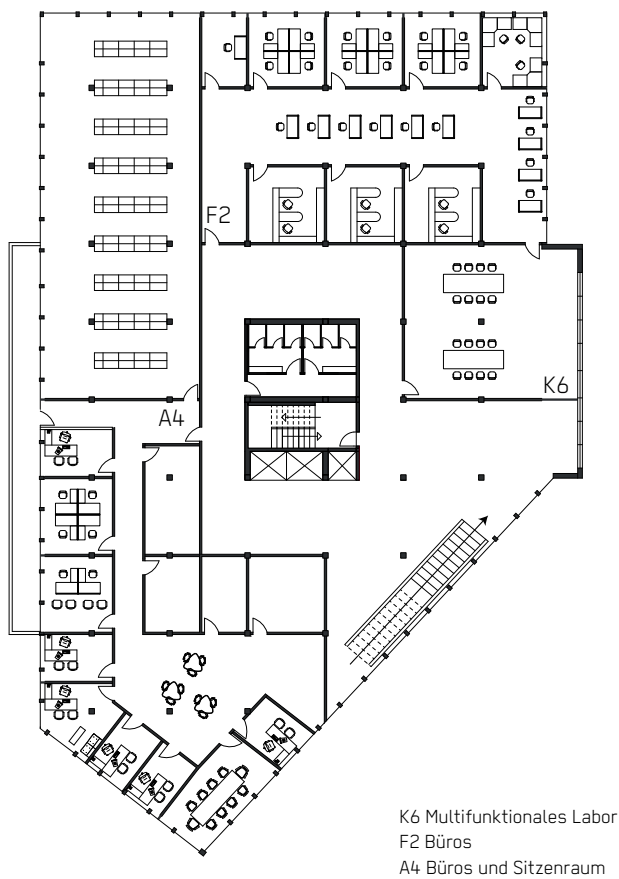 F2
K6
A4
K6 Multifunktionales Labor
F2 Büros
A4 Büros und Sitzenraum